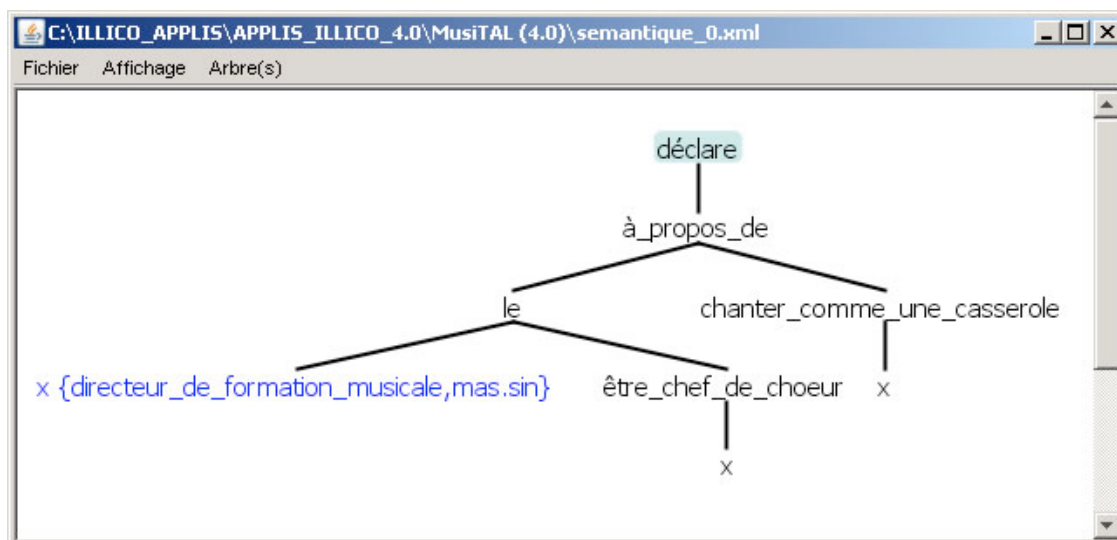 C:\ILLICO_APPLIS\APPLIS_ILLICO_4.0\MusiTAL (4.0)\semantique_0.xml
Fichier Affichage Arbre(s)
déclare
à_propos_de
le chanter_comme_une_casserole
x {directeur_de_formation_musicale,mas.sin} être_chef_de_choeur x
x